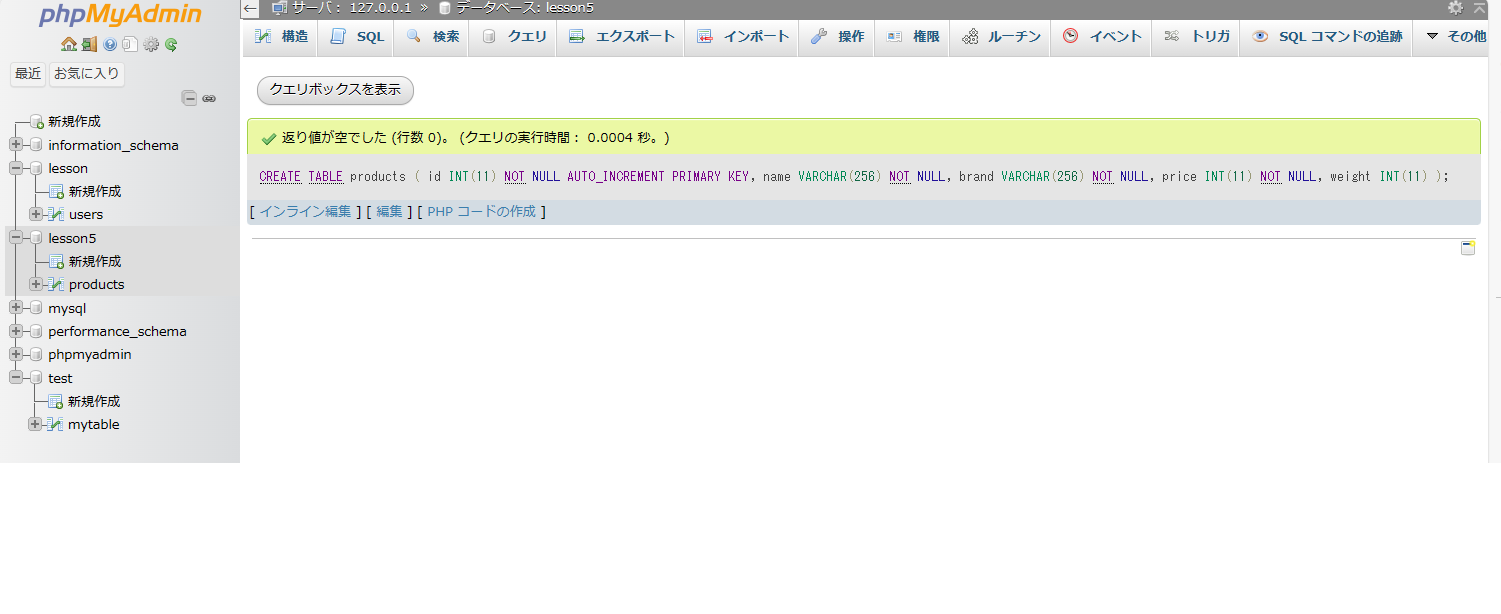 phpMyAdmin
最近 お気に入り
新規作成
information_schema
lesson
新規作成
users
lesson5
新規作成
products
mysql
performance_schema
phpmyadmin
test
新規作成
mytable
← サーバ : 127.0.0.1 » データベース: lesson5
構造 SQL 検索 クエリ エクスポート インポート 操作 権限 ルーチン イベント トリガ SQL コマンドの追跡 ▼ その他
クエリボックスを表示
返り値が空でした (行数 0)。 (クエリの実行時間 : 0.0004 秒。)
CREATE TABLE products ( id INT(11) NOT NULL AUTO_INCREMENT PRIMARY KEY, name VARCHAR(256) NOT NULL, brand VARCHAR(256) NOT NULL, price INT(11) NOT NULL, weight INT(11) );
[ インライン編集 ] [ 編集 ] [ PHP コードの作成 ]